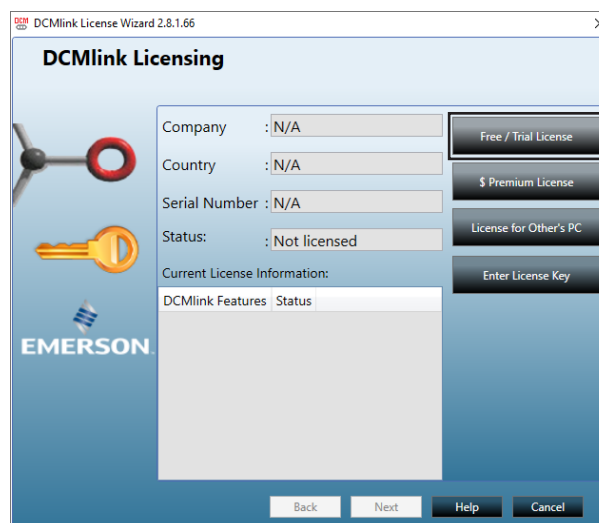 DCM DCMlink License Wizard 2.8.1.66
DCMlink Licensing
Company : N/A
Country : N/A
Serial Number : N/A
Status: : Not licensed
Current License Information:
DCMlink Features Status
Free / Trial License
$ Premium License
License for Other's PC
Enter License Key
EMERSON.
Back Next Help Cancel